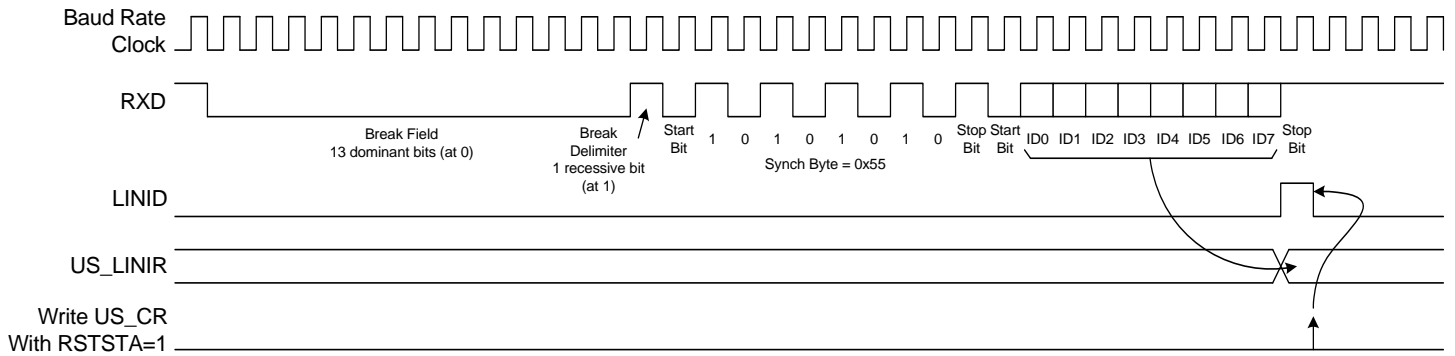 Baud Rate
Clock
RXD
Break Field
13 dominant bits (at 0)
Break
Delimiter
1 recessive bit
(at 1)
Start
Bit
1 0 1 0 1 0 1 0
Synch Byte = 0x55
Stop
Bit
Start
Bit
ID0 ID1 ID2 ID3 ID4 ID5 ID6 ID7
Stop
Bit
LINID
US_LINIR
Write US_CR
With RSTSTA=1